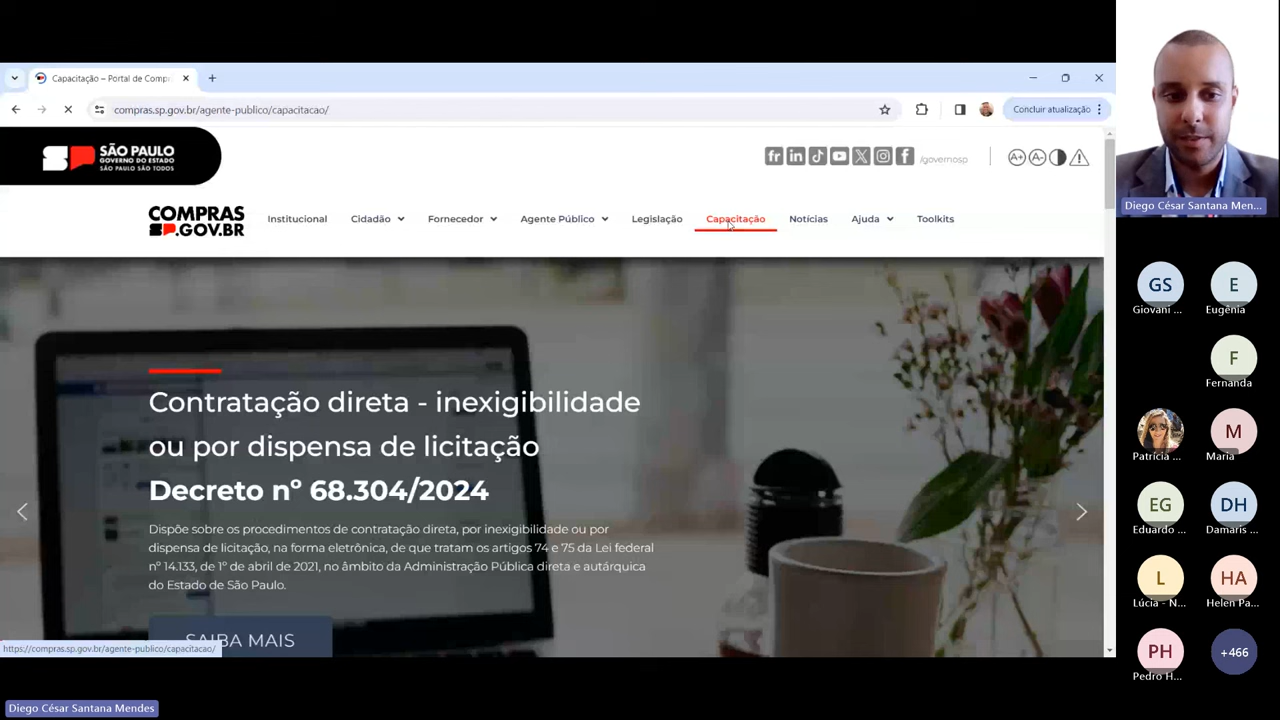 Capacitação – Portal de Compr
compras.sp.gov.br/agente-publico/capacitacao/
Concluir atualização
SÃO PAULO
GOVERNO DO ESTADO
SÃO PAULO SÃO TODOS
/governosp
A+ A-
COMPRAS
SP.GOV.BR
Institucional Cidadão Fornecedor Agente Público Legislação Capacitação Notícias Ajuda Toolkits
Contratação direta - inexigibilidade
ou por dispensa de licitação
Decreto nº 68.304/2024
Dispõe sobre os procedimentos de contratação direta, por inexigibilidade ou por
dispensa de licitação, na forma eletrônica, de que tratam os artigos 74 e 75 da Lei federal
nº 14.133, de 1º de abril de 2021, no âmbito da Administração Pública direta e autárquica
do Estado de São Paulo.
SAIBA MAIS
https://compras.sp.gov.br/agente-publico/capacitacao/
Diego César Santana Mendes
Diego César Santana Men...
GS E
Giovani ... Eugênia
F
Fernanda
M
Patrícia ... Maria
EG DH
Eduardo ... Damaris ...
L HA
Lúcia - N... Helen Pa...
PH +466
Pedro H...